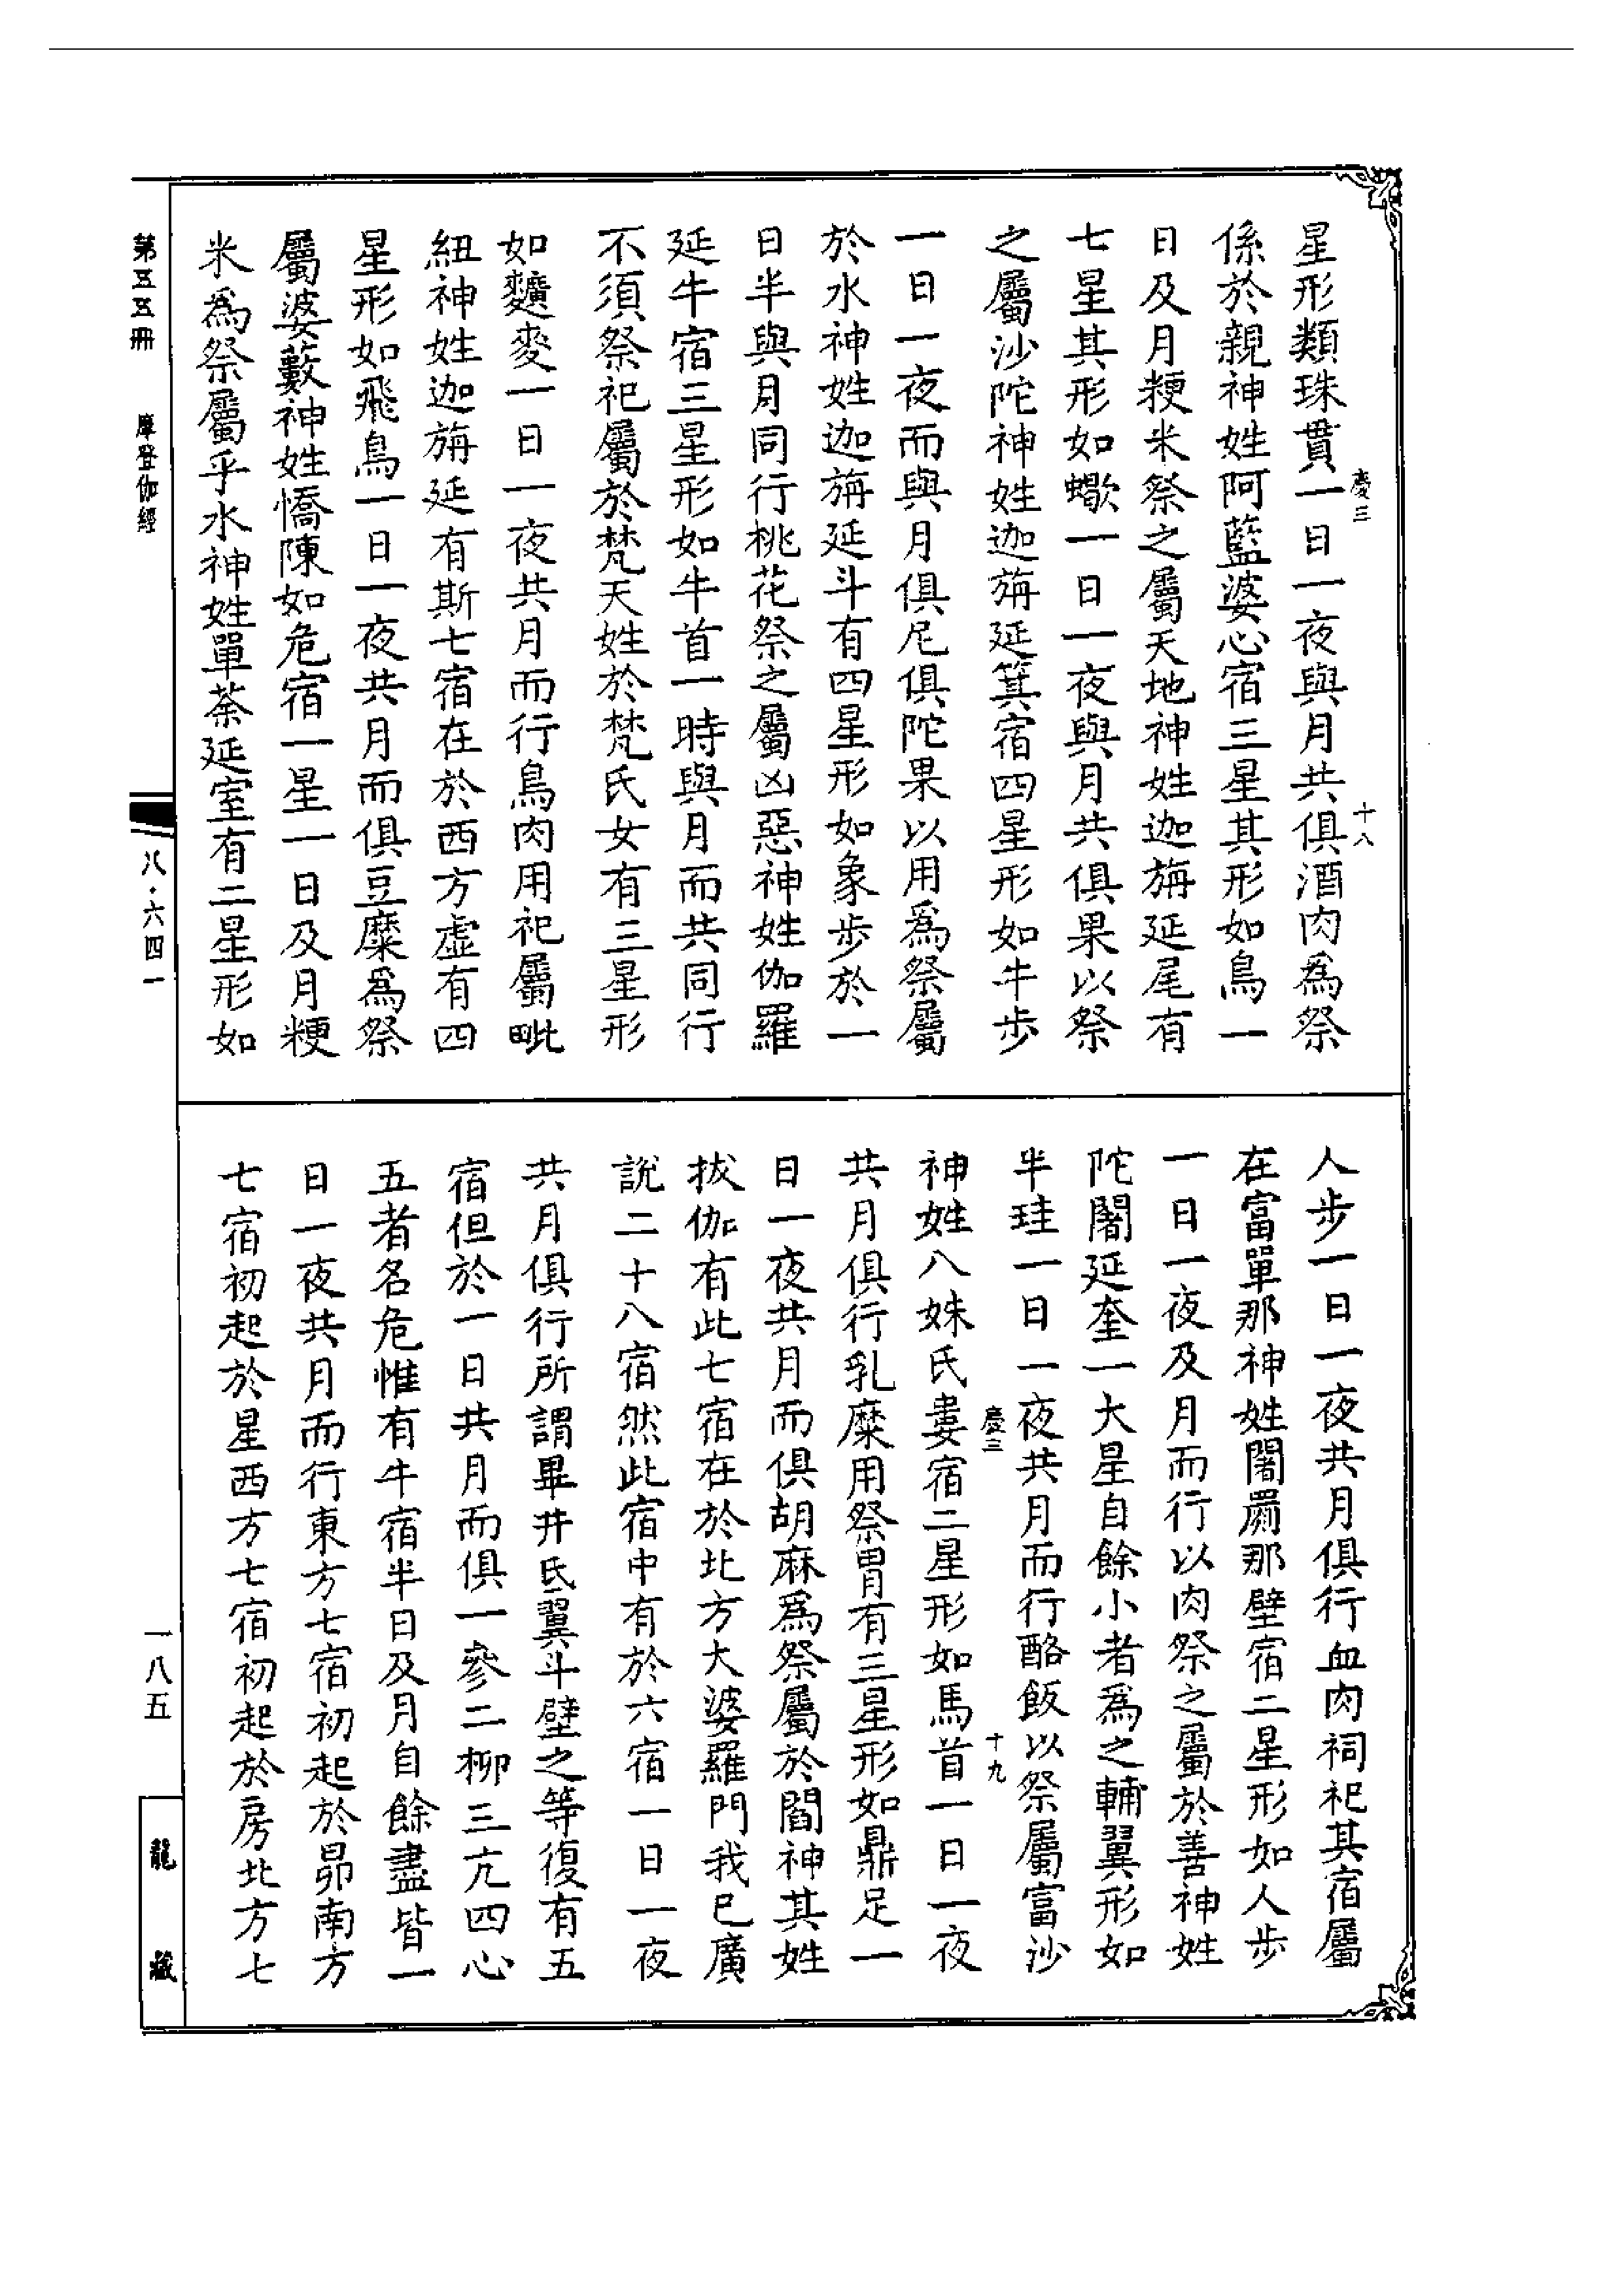 星形類珠貫一日一夜與月共俱酒肉為祭
係於親神姓阿藍婆心宿三星其形如鳥一
日及月粳米祭之屬天地神姓迦旃延尾有
七星其形如蠍一日一夜與月共俱果以祭
之屬沙陀神姓迦旃延箕宿四星形如牛步
一日一夜而與月俱尼俱陀果以用為祭屬
於水神姓迦旃延斗有四星形如象步於一
日半與月同行桃花祭之屬凶惡神姓伽羅
延牛宿三星形如牛首一時與月而共同行
不須祭祀屬於梵天姓於梵氏女有三星形
如麷麥一日一夜共月而行鳥肉用祀屬毗
紐神姓迦旃延有斯七宿在於西方虛有四
星形如飛鳥一日一夜共月而俱豆糜為祭
屬婆藪神姓憍陳如危宿一星一日及月粳
米為祭屬乎水神姓單荼延室有二星形如
慶三
十八
人步一日一夜共月俱行血肉祠祀其宿屬
在富單那神姓闍罽那壁宿二星形如人步
一日一夜及月而行以肉祭之屬於善神姓
陀闍延奎一大星自餘小者為之輔翼形如
半珪一日一夜共月而行酪飯以祭屬富沙
神姓八姝氏婁宿二星形如馬首一日一夜
共月俱行乳糜用祭胃有三星形如鼎足一
日一夜共月而俱胡麻為祭屬於閻神其姓
拔伽有此七宿在於北方大婆羅門我已廣
說二十八宿然此宿中有於六宿一日一夜
共月俱行所謂畢井氐翼斗壁之等復有五
宿但於一日共月而俱一參二柳三亢四心
五者名危惟有牛宿半日及月自餘盡皆一
日一夜共月而行東方七宿初起於昴南方
七宿初起於星西方七宿初起於房北方七
慶三
十九
第五五冊
摩登伽經
八·六四一
一八五
龍藏